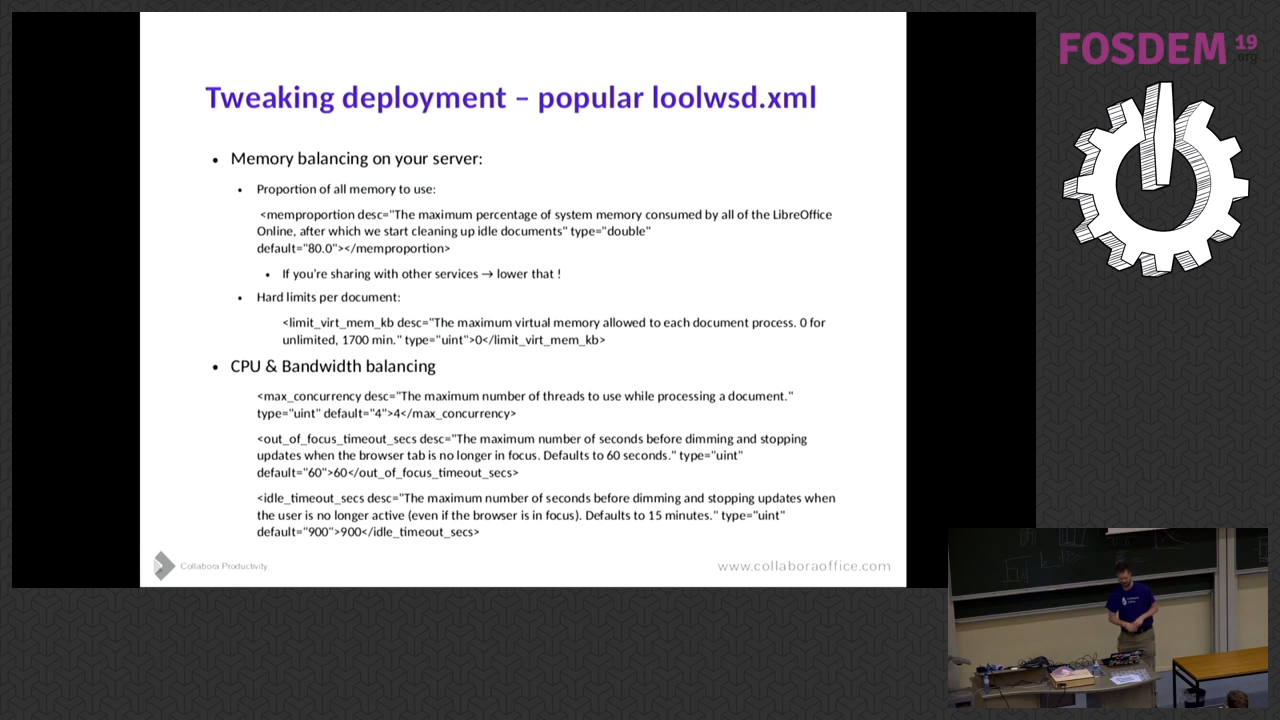 Tweaking deployment – popular loolwsd.xml
• Memory balancing on your server:
• Proportion of all memory to use:
<memproportion desc="The maximum percentage of system memory consumed by all of the LibreOffice
Online, after which we start cleaning up idle documents" type="double"
default="80.0"></memproportion>
• If you're sharing with other services → lower that !
• Hard limits per document:
<limit_virt_mem_kb desc="The maximum virtual memory allowed to each document process. 0 for
unlimited, 1700 min." type="uint">0</limit_virt_mem_kb>
• CPU & Bandwidth balancing
<max_concurrency desc="The maximum number of threads to use while processing a document."
type="uint" default="4">4</max_concurrency>
<out_of_focus_timeout_secs desc="The maximum number of seconds before dimming and stopping
updates when the browser tab is no longer in focus. Defaults to 60 seconds." type="uint"
default="60">60</out_of_focus_timeout_secs>
<idle_timeout_secs desc="The maximum number of seconds before dimming and stopping updates when
the user is no longer active (even if the browser is in focus). Defaults to 15 minutes." type="uint"
default="900">900</idle_timeout_secs>
Collabora Productivity
www.collaboraoffice.com
FOSDEM 19
.org